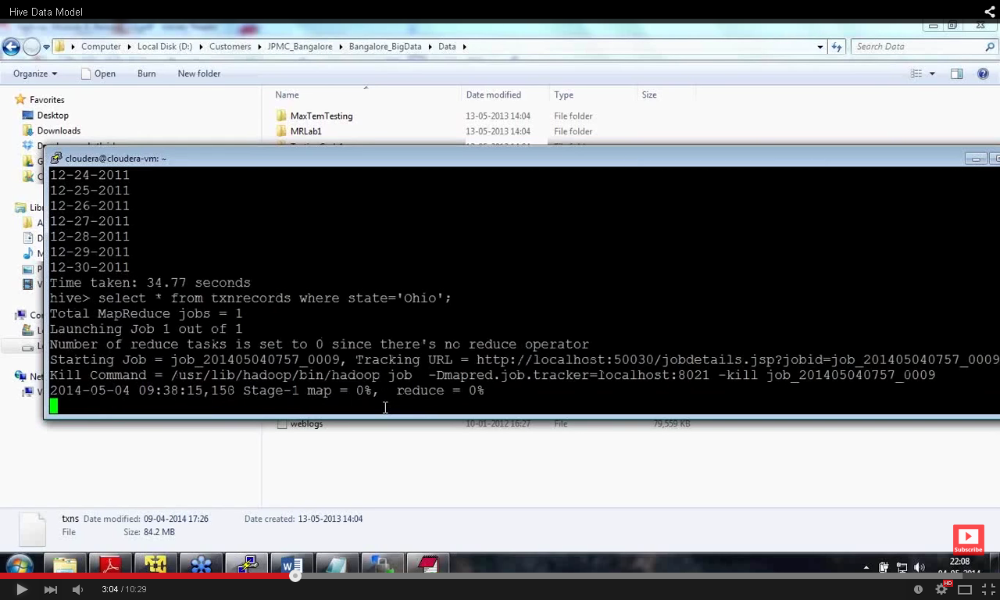 Hive Data Model
Computer Local Disk (D:) Customers JPMC_Bangalore Bangalore_BigData Data
Search Data
Organize Open Burn New folder
Name Date modified Type Size
Favorites
Desktop
Downloads
MaxTemTesting 13-05-2013 14:04 File folder
MRLab1 13-05-2013 14:04 File folder
cloudera@cloudera-vm: ~
12-24-2011
12-25-2011
12-26-2011
12-27-2011
12-28-2011
12-29-2011
12-30-2011
Time taken: 34.77 seconds
hive> select * from txnrecords where state='Ohio';
Total MapReduce jobs = 1
Launching Job 1 out of 1
Number of reduce tasks is set to 0 since there's no reduce operator
Starting Job = job_201405040757_0009, Tracking URL = http://localhost:50030/jobdetails.jsp?jobid=job_201405040757_0009
Kill Command = /usr/lib/hadoop/bin/hadoop job -Dmapred.job.tracker=localhost:8021 -kill job_201405040757_0009
2014-05-04 09:38:15,158 Stage-1 map = 0%, reduce = 0%
weblogs 10-01-2012 16:27 File 79,559 KB
txns Date modified: 09-04-2014 17:26 Date created: 13-05-2013 14:04
File Size: 84.2 MB
Subscribe
22:08
3:04 / 10:29
HD